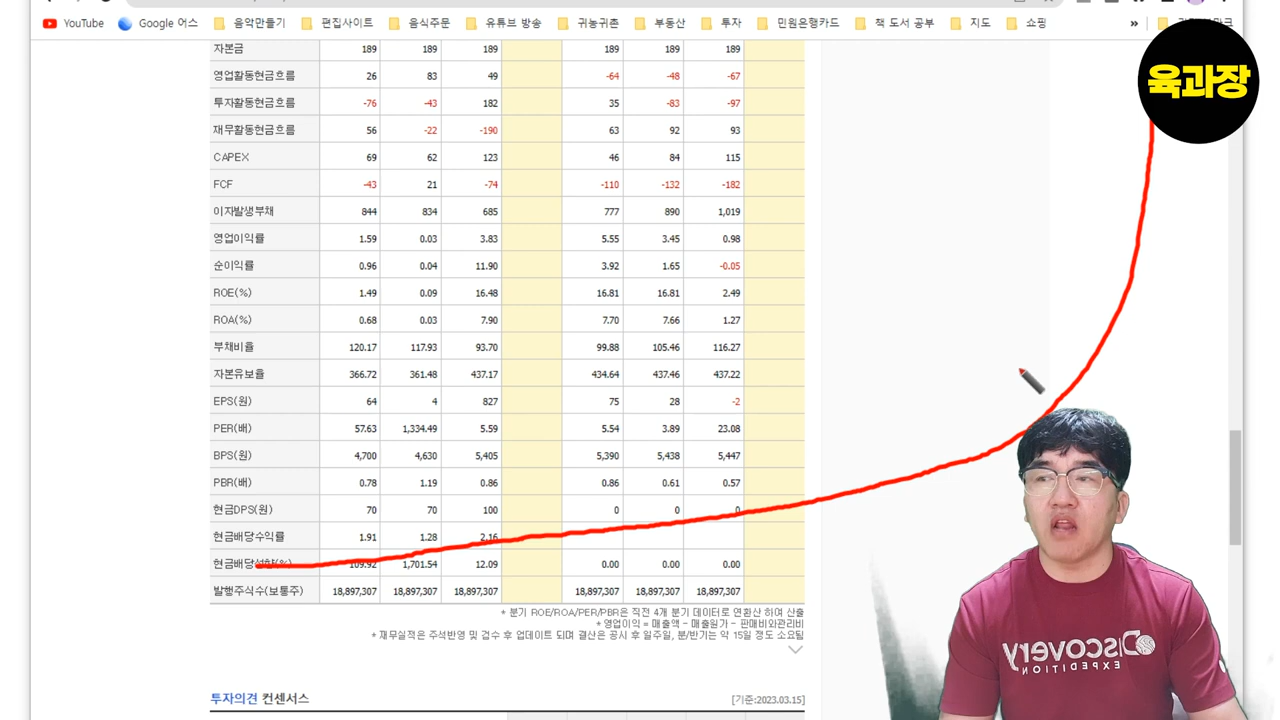 YouTube Google 어스 음악만들기 편집사이트 음식주문 유튜브 방송 귀농귀촌 부동산 투자 민원은행카드 책 도서 공부 지도 쇼핑 »
육과장
자본금 189 189 189 189 189 189
영업활동현금흐름 26 83 49 -64 -48 -67
투자활동현금흐름 -76 -43 182 35 -83 -97
재무활동현금흐름 56 -22 -190 63 92 93
CAPEX 69 62 123 46 84 115
FCF -43 21 -74 -110 -132 -182
이자발생부채 844 834 685 777 890 1,019
영업이익률 1.59 0.03 3.83 5.55 3.45 0.98
순이익률 0.96 0.04 11.90 3.92 1.65 -0.05
ROE(%) 1.49 0.09 16.48 16.81 16.81 2.49
ROA(%) 0.68 0.03 7.90 7.70 7.66 1.27
부채비율 120.17 117.93 93.70 99.88 105.46 116.27
자본유보율 366.72 361.48 437.17 434.64 437.46 437.22
EPS(원) 64 4 827 75 28 -2
PER(배) 57.63 1,334.49 5.59 5.54 3.89 23.08
BPS(원) 4,700 4,630 5,405 5,390 5,438 5,447
PBR(배) 0.78 1.19 0.86 0.86 0.61 0.57
현금DPS(원) 70 70 100 0 0 0
현금배당수익률 1.91 1.28 2.16
현금배당성향(%) 109.92 1,701.54 12.09 0.00 0.00 0.00
발행주식수(보통주) 18,897,307 18,897,307 18,897,307 18,897,307 18,897,307 18,897,307
* 분기 ROE/ROA/PER/PBR은 직전 4개 분기 데이터로 연환산 하여 산출
* 영업이익 = 매출액 - 매출원가 - 판매비와관리비
* 재무실적은 주석반영 및 검수 후 업데이트 되며 결산은 공시 후 일주일, 분/반기는 약 15일 정도 소요됨
투자의견 컨센서스 [기준:2023.03.15]
Discovery
EXPEDITION